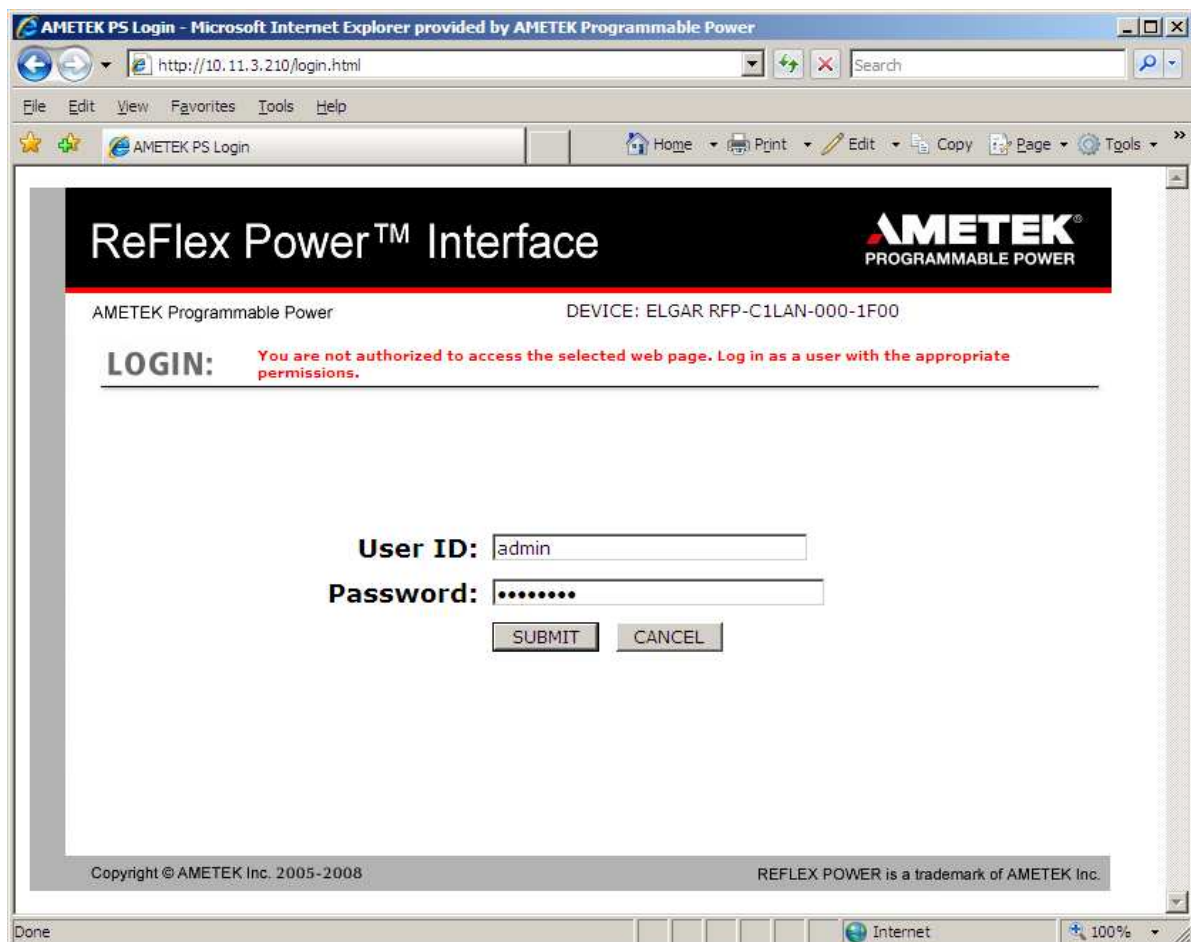 AMETEK PS Login - Microsoft Internet Explorer provided by AMETEK Programmable Power
http://10.11.3.210/login.html
Search
File Edit View Favorites Tools Help
AMETEK PS Login
Home Print Edit Copy Page Tools »
ReFlex Power™ Interface
AMETEK®
PROGRAMMABLE POWER
AMETEK Programmable Power
DEVICE: ELGAR RFP-C1LAN-000-1F00
LOGIN:
You are not authorized to access the selected web page. Log in as a user with the appropriate
permissions.
User ID: admin
Password: ••••••••
SUBMIT CANCEL
Copyright © AMETEK Inc. 2005-2008
REFLEX POWER is a trademark of AMETEK Inc.
Done
Internet
100%